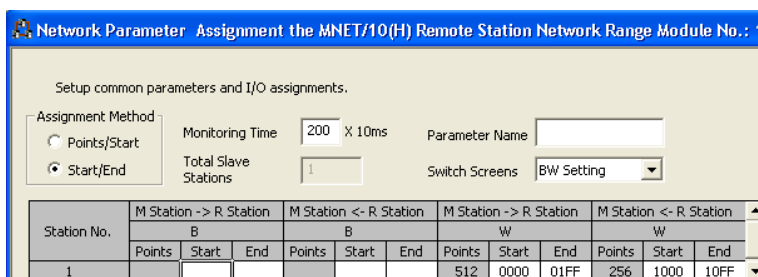 Network Parameter Assignment the MNET/10(H) Remote Station Network Range Module No.:
Setup common parameters and I/O assignments.
Assignment Method
Points/Start
Start/End
Monitoring Time 200 X 10ms
Total Slave Stations 1
Parameter Name
Switch Screens BW Setting
Station No. M Station -> R Station M Station <- R Station M Station -> R Station M Station <- R Station
B B W W
Points Start End Points Start End Points Start End Points Start End
1 512 0000 01FF 256 1000 10FF